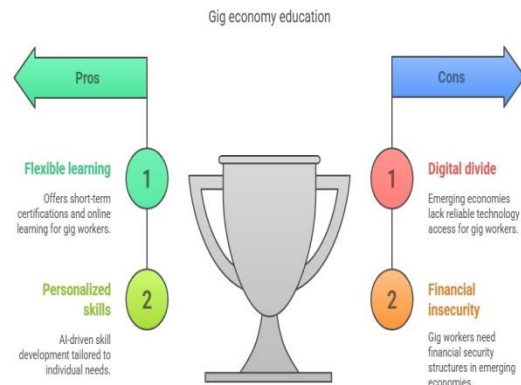 Gig economy education
Pros
Cons
Flexible learning
1
Offers short-term
certifications and online
learning for gig workers.
Personalized
skills
2
AI-driven skill
development tailored to
individual needs.
1
Digital divide
Emerging economies
lack reliable technology
access for gig workers.
2
Financial
insecurity
Gig workers need
financial security
structures in emerging
economies.